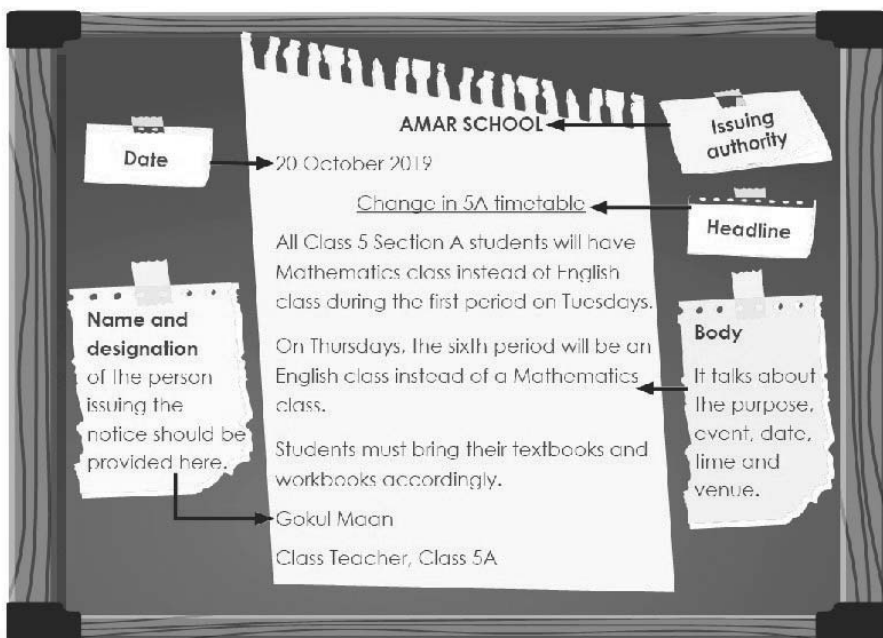 AMAR SCHOOL
Issuing
authority
Date
20 October 2019
Change in 5A timetable
Headline
All Class 5 Section A students will have
Mathematics class instead of English
class during the first period on Tuesdays.
On Thursdays, the sixth period will be an
English class instead of a Mathematics
class.
Students must bring their textbooks and
workbooks accordingly.
Gokul Maan
Class Teacher, Class 5A
Name and
designation
of the person
issuing the
notice should be
provided here.
Body
It talks about
the purpose,
event, date,
time and
venue.